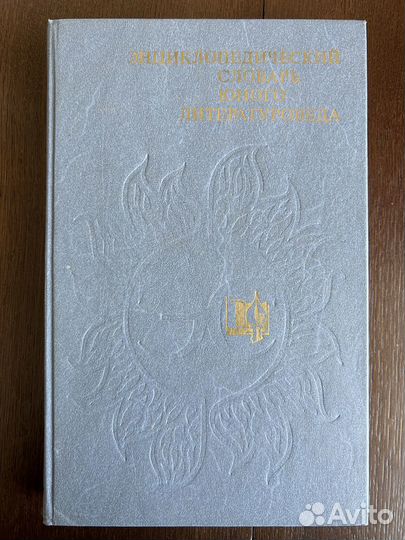 ЭНЦИКЛОПЕДИЧЕСКИЙ
СЛОВАРЬ
ЮНОГО
ЛИТЕРАТУРОВЕДА
Avito